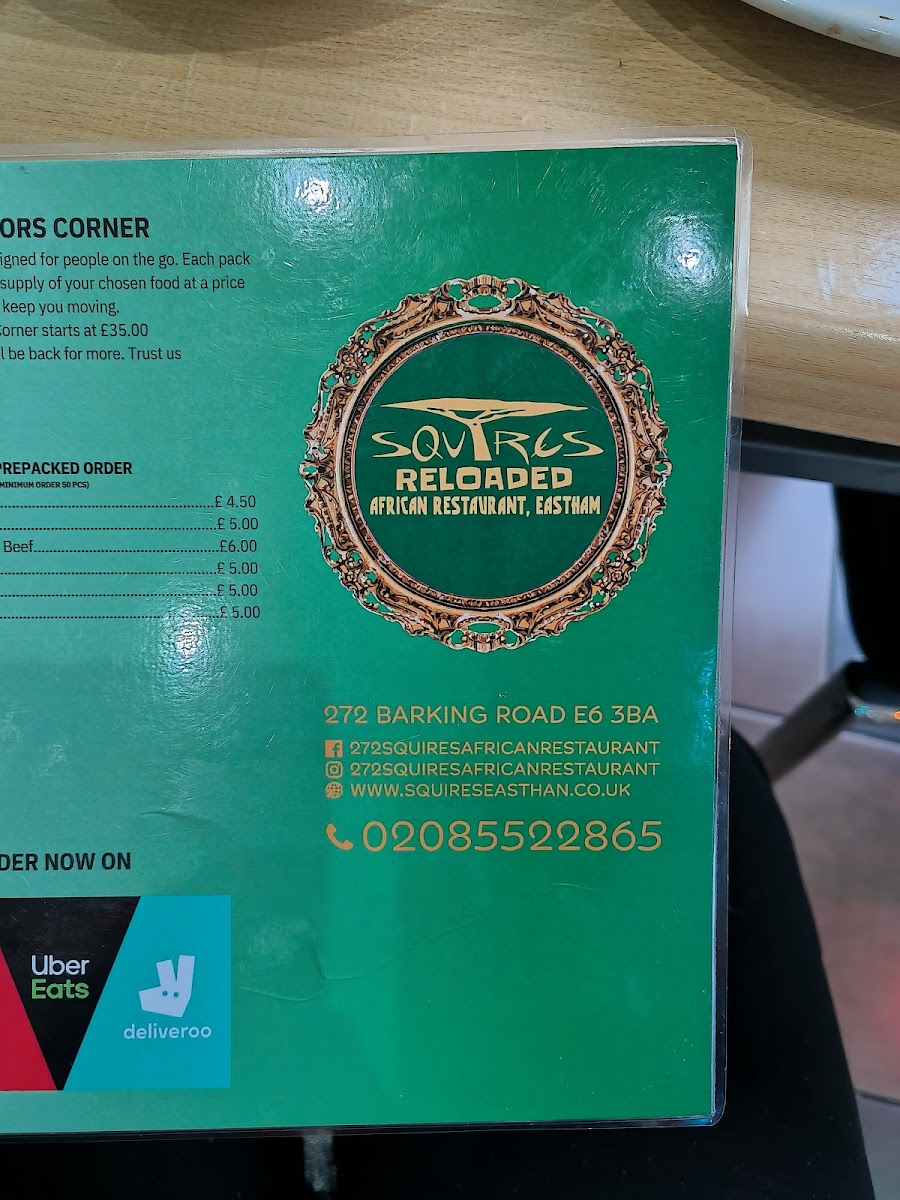 ORS CORNER
igned for people on the go. Each pack
supply of your chosen food at a price
keep you moving.
Corner starts at £35.00
l be back for more. Trust us
PREPACKED ORDER
MINIMUM ORDER 50 PCS)
£ 4.50
£ 5.00
Beef £6.00
£ 5.00
£ 5.00
£ 5.00
SQUIRES
RELOADED
AFRICAN RESTAURANT, EASTHAM
272 BARKING ROAD E6 3BA
272SQUIRESAFRICANRESTAURANT
272SQUIRESAFRICANRESTAURANT
WWW.SQUIRESEASTHAN.CO.UK
02085522865
DER NOW ON
Uber
Eats
deliveroo